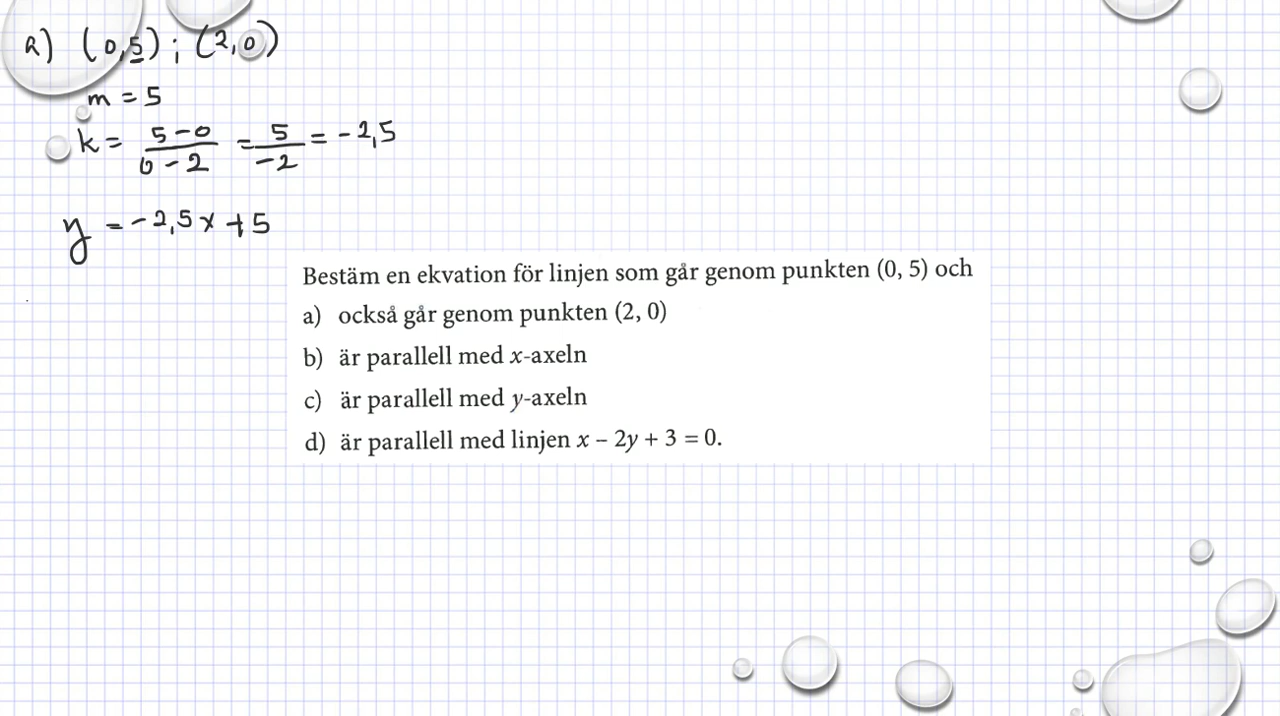 a) (0,5) ; (2,0)
m = 5
k = 5-0 / 0-2 = 5 / -2 = -2,5
y = -2,5x + 5
Bestäm en ekvation för linjen som går genom punkten (0, 5) och
a) också går genom punkten (2, 0)
b) är parallell med x-axeln
c) är parallell med y-axeln
d) är parallell med linjen x – 2y + 3 = 0.